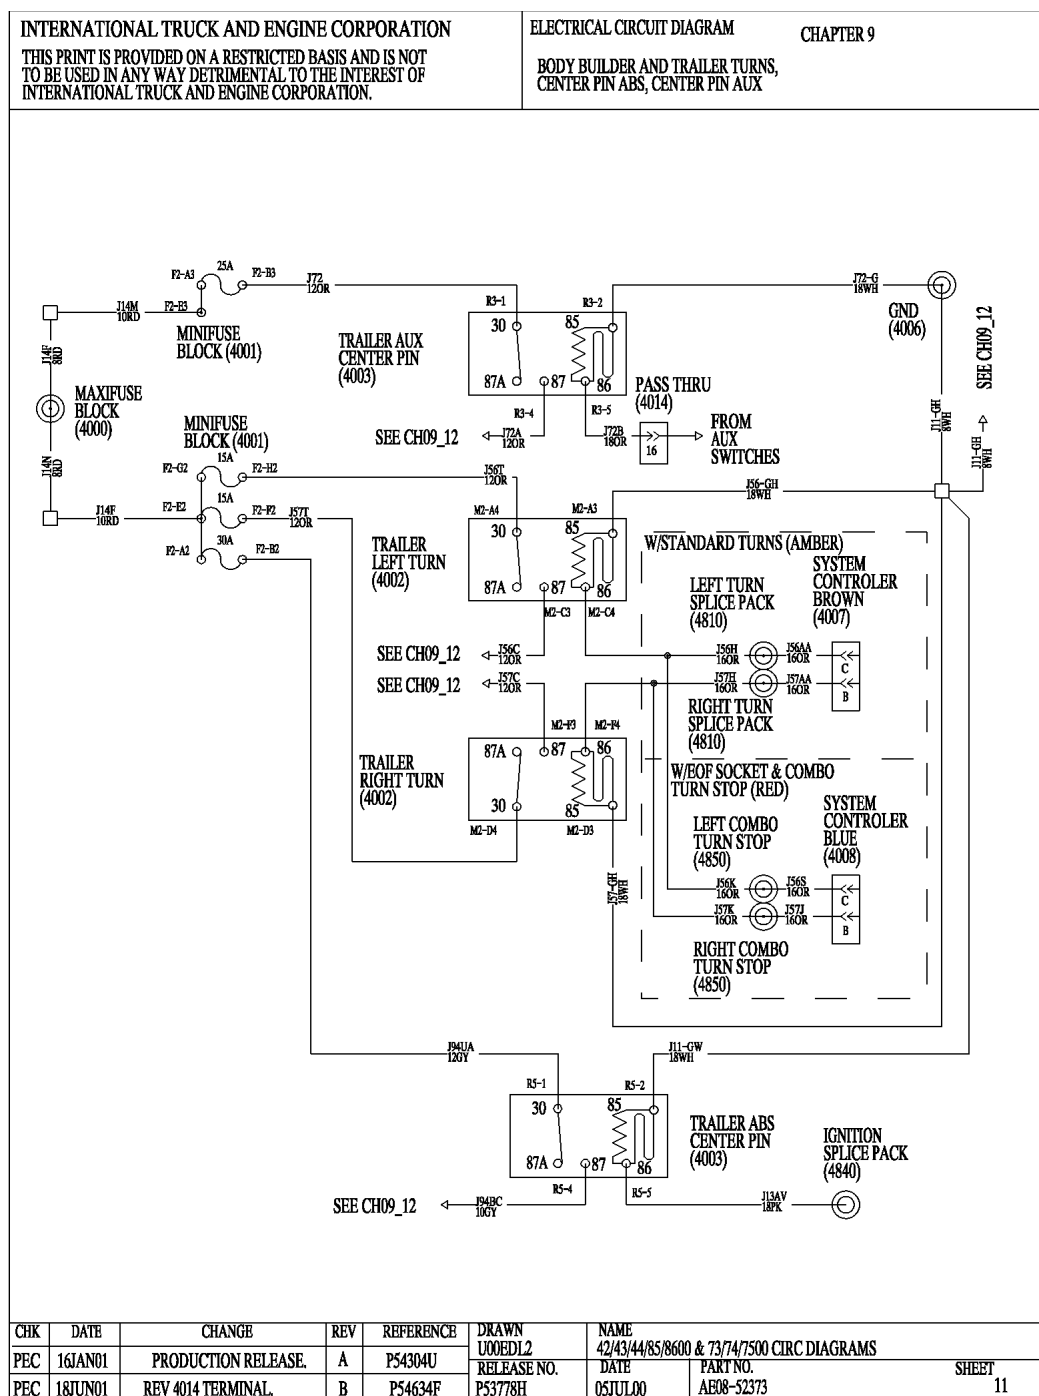 INTERNATIONAL TRUCK AND ENGINE CORPORATION
THIS PRINT IS PROVIDED ON A RESTRICTED BASIS AND IS NOT
TO BE USED IN ANY WAY DETRIMENTAL TO THE INTEREST OF
INTERNATIONAL TRUCK AND ENGINE CORPORATION.
ELECTRICAL CIRCUIT DIAGRAM
CHAPTER 9
BODY BUILDER AND TRAILER TURNS,
CENTER PIN ABS, CENTER PIN AUX
F2-A3
25A
F2-B3
J72
12OR
J72-G
18WH
J14M
10RD
F2-E3
MINIFUSE
BLOCK (4001)
R3-1
R3-2
30
85
87A
87
86
TRAILER AUX
CENTER PIN
(4003)
GND
(4006)
SEE CH09_12
J14F
8RD
MAXIFUSE
BLOCK
(4000)
J14N
8RD
R3-4
R3-5
SEE CH09_12
J72A
12OR
J72B
18OR
PASS THRU
(4014)
16
FROM
AUX
SWITCHES
J11-GH
8WH
J11-GH
8WH
MINIFUSE
BLOCK (4001)
15A
F2-G2
F2-H2
J56T
12OR
J56-GH
18WH
J14F
10RD
F2-E2
15A
F2-F2
J57T
12OR
F2-A2
30A
F2-B2
M2-A4
M2-A3
30
85
87A
87
86
TRAILER
LEFT TURN
(4002)
M2-C3
M2-C4
W/STANDARD TURNS (AMBER)
SYSTEM
CONTROLER
BROWN
(4007)
LEFT TURN
SPLICE PACK
(4810)
SEE CH09_12
J56C
12OR
J56H
16OR
J56AA
16OR
C
SEE CH09_12
J57C
12OR
J57H
16OR
J57AA
16OR
B
RIGHT TURN
SPLICE PACK
(4810)
M2-F3
M2-F4
87A
87
86
30
85
TRAILER
RIGHT TURN
(4002)
M2-D4
M2-D3
W/EOF SOCKET & COMBO
TURN STOP (RED)
SYSTEM
CONTROLER
BLUE
(4008)
LEFT COMBO
TURN STOP
(4850)
J57-GH
18WH
J56K
16OR
J56S
16OR
C
J57K
16OR
J57J
16OR
B
RIGHT COMBO
TURN STOP
(4850)
J94UA
12GY
J11-GW
18WH
R5-1
R5-2
30
85
87A
87
86
TRAILER ABS
CENTER PIN
(4003)
IGNITION
SPLICE PACK
(4840)
R5-4
R5-5
SEE CH09_12
J94BC
10GY
J13AV
18PK
CHK DATE CHANGE REV REFERENCE
PEC 16JAN01 PRODUCTION RELEASE. A P54304U
PEC 18JUN01 REV 4014 TERMINAL. B P54634F
DRAWN
U00EDL2
NAME
42/43/44/85/8600 & 73/74/7500 CIRC DIAGRAMS
RELEASE NO.
P53778H
DATE
05JUL00
PART NO.
AE08-52373
SHEET
11